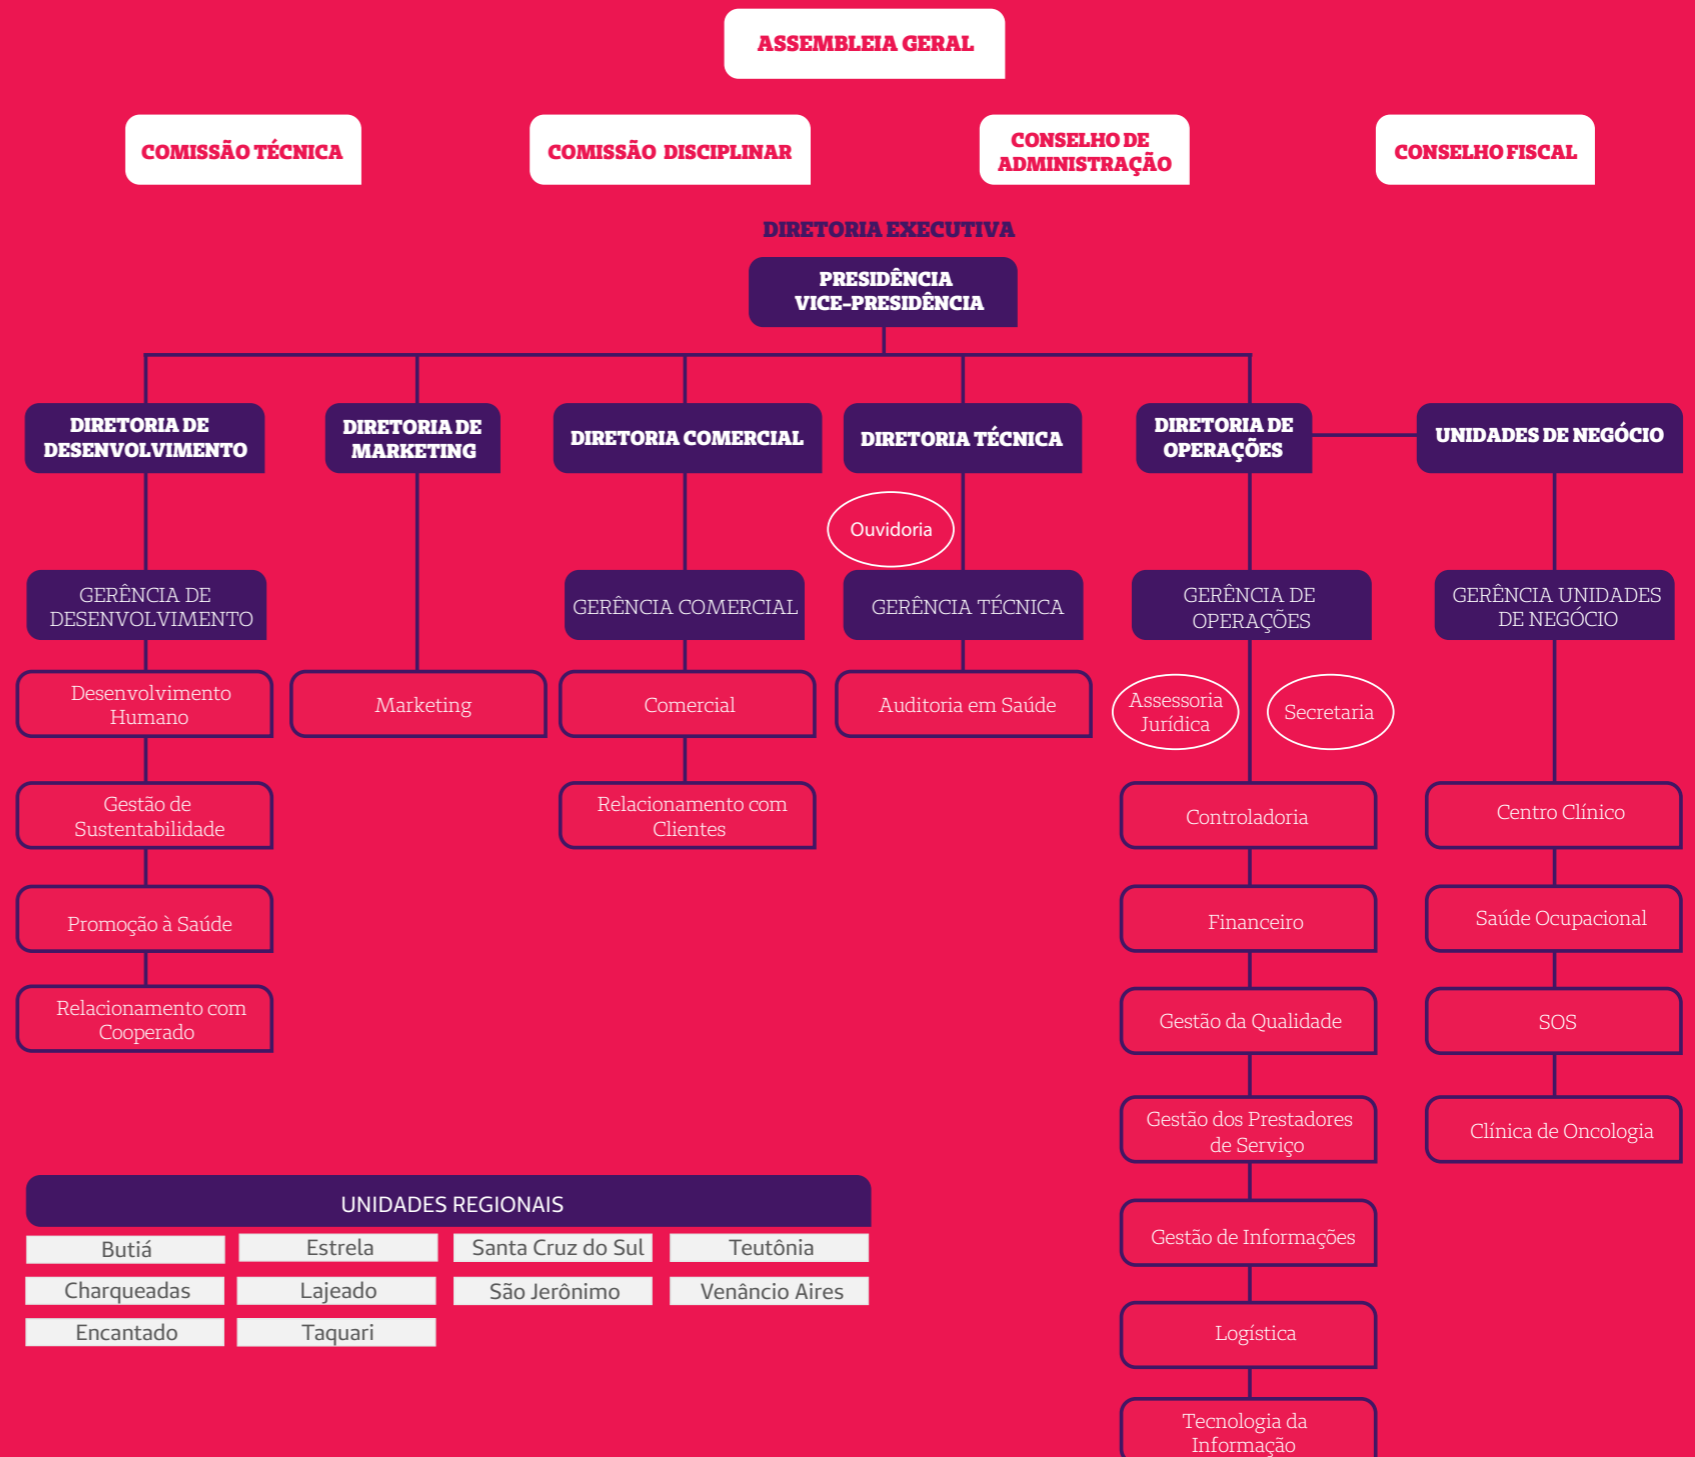 ASSEMBLEIA GERAL
COMISSÃO TÉCNICA
COMISSÃO DISCIPLINAR
CONSELHO DE
ADMINISTRAÇÃO
CONSELHO FISCAL
DIRETORIA EXECUTIVA
PRESIDÊNCIA
VICE-PRESIDÊNCIA
DIRETORIA DE
DESENVOLVIMENTO
DIRETORIA DE
MARKETING
DIRETORIA COMERCIAL
DIRETORIA TÉCNICA
DIRETORIA DE
OPERAÇÕES
UNIDADES DE NEGÓCIO
Ouvidoria
GERÊNCIA DE
DESENVOLVIMENTO
GERÊNCIA COMERCIAL
GERÊNCIA TÉCNICA
GERÊNCIA DE
OPERAÇÕES
GERÊNCIA UNIDADES
DE NEGÓCIO
Desenvolvimento
Humano
Marketing
Comercial
Auditoria em Saúde
Assessoria
Jurídica
Secretaria
Gestão de
Sustentabilidade
Relacionamento com
Clientes
Controladoria
Centro Clínico
Promoção à Saúde
Financeiro
Saúde Ocupacional
Relacionamento com
Cooperado
Gestão da Qualidade
SOS
Gestão dos Prestadores
de Serviço
Clínica de Oncologia
Gestão de Informações
Logística
Tecnologia da
Informação
UNIDADES REGIONAIS
Butiá
Estrela
Santa Cruz do Sul
Teutônia
Charqueadas
Lajeado
São Jerônimo
Venâncio Aires
Encantado
Taquari